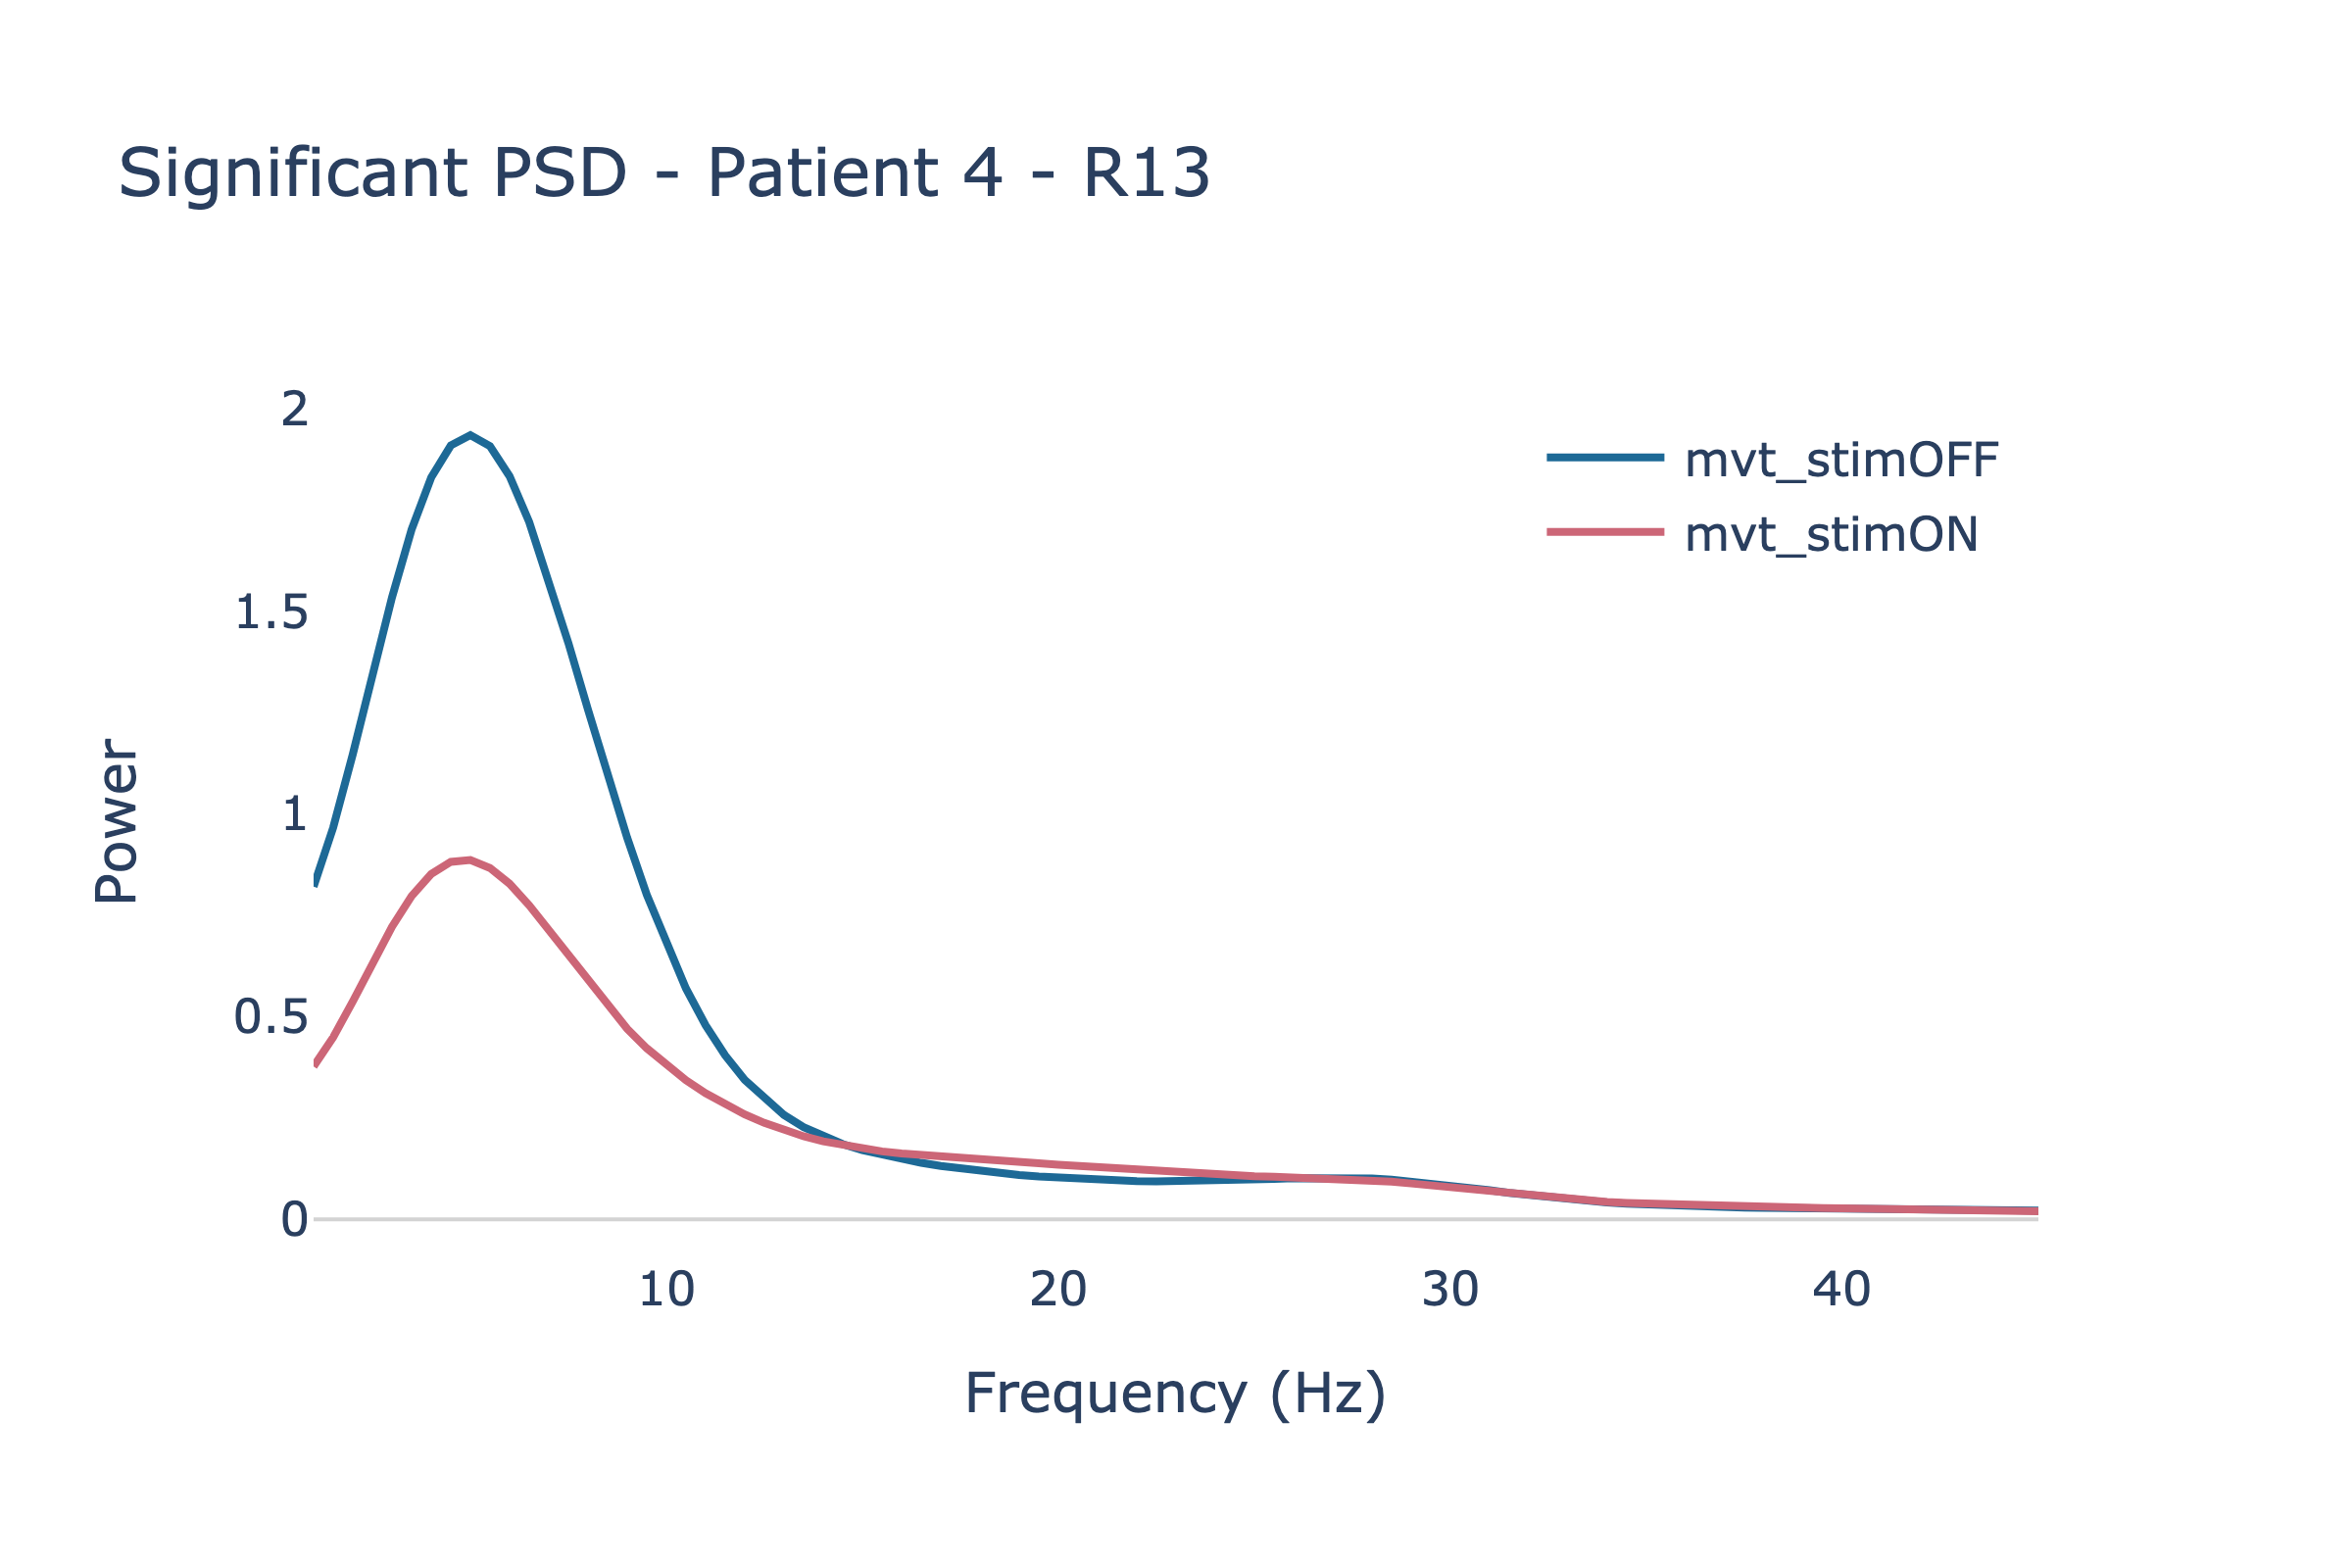 Significant PSD - Patient 4 - R13
mvt_stimOFF
mvt_stimON
Power
2
1.5
1
0.5
0
10 20 30 40
Frequency (Hz)